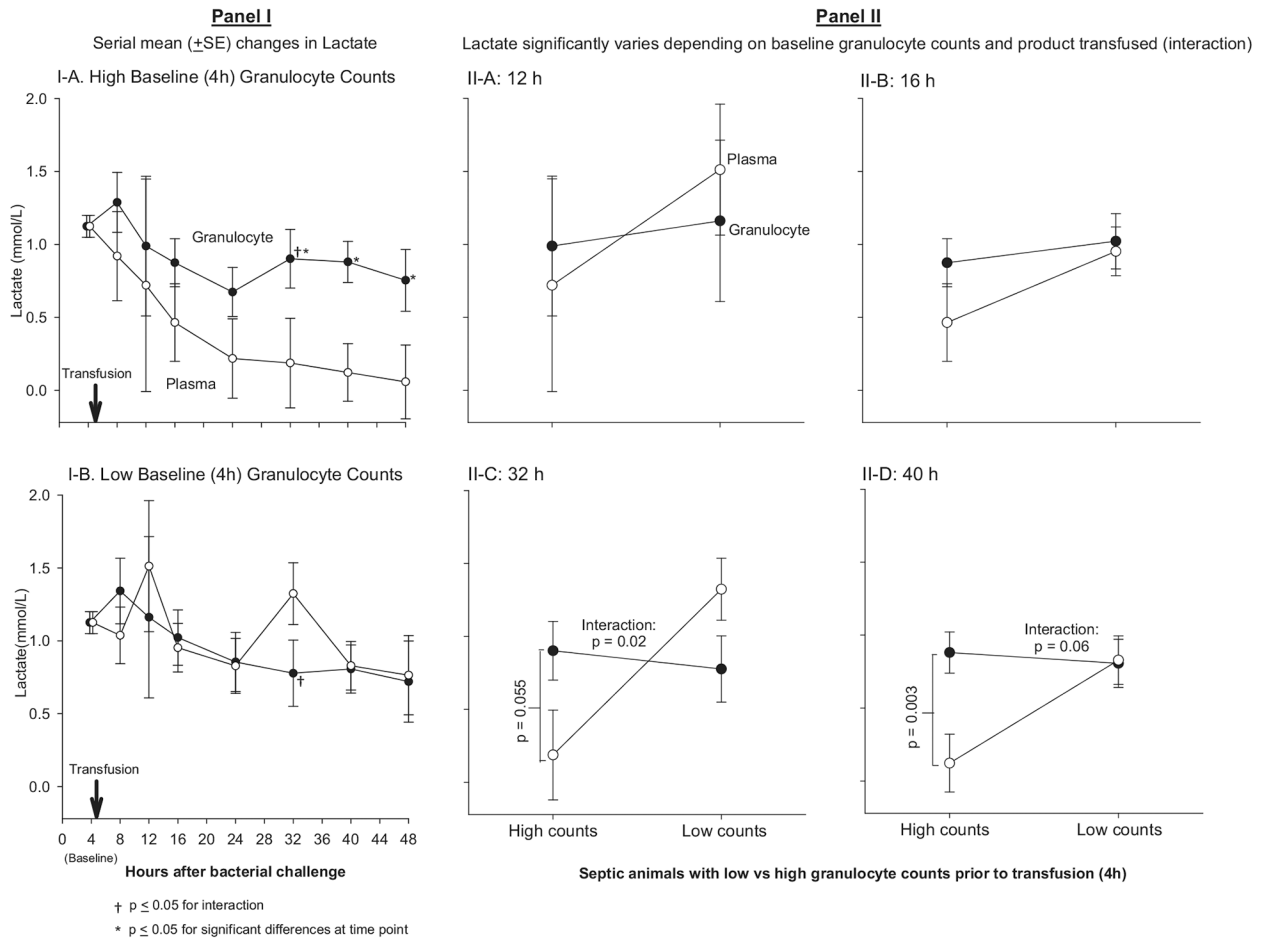 Panel I
Serial mean (±SE) changes in Lactate
I-A. High Baseline (4h) Granulocyte Counts
2.0
1.5
1.0
0.5
0.0
Lactate (mmol/L)
Granulocyte
†*
*
*
Plasma
Transfusion
I-B. Low Baseline (4h) Granulocyte Counts
2.0
1.5
1.0
0.5
0.0
Lactate(mmol/L)
†
Transfusion
0 4 8 12 16 20 24 28 32 36 40 44 48
(Baseline)
Hours after bacterial challenge
† p ≤ 0.05 for interaction
* p ≤ 0.05 for significant differences at time point
Panel II
Lactate significantly varies depending on baseline granulocyte counts and product transfused (interaction)
II-A: 12 h
Plasma
Granulocyte
II-B: 16 h
II-C: 32 h
Interaction:
p = 0.02
p = 0.055
High counts Low counts
II-D: 40 h
Interaction:
p = 0.06
p = 0.003
High counts Low counts
Septic animals with low vs high granulocyte counts prior to transfusion (4h)